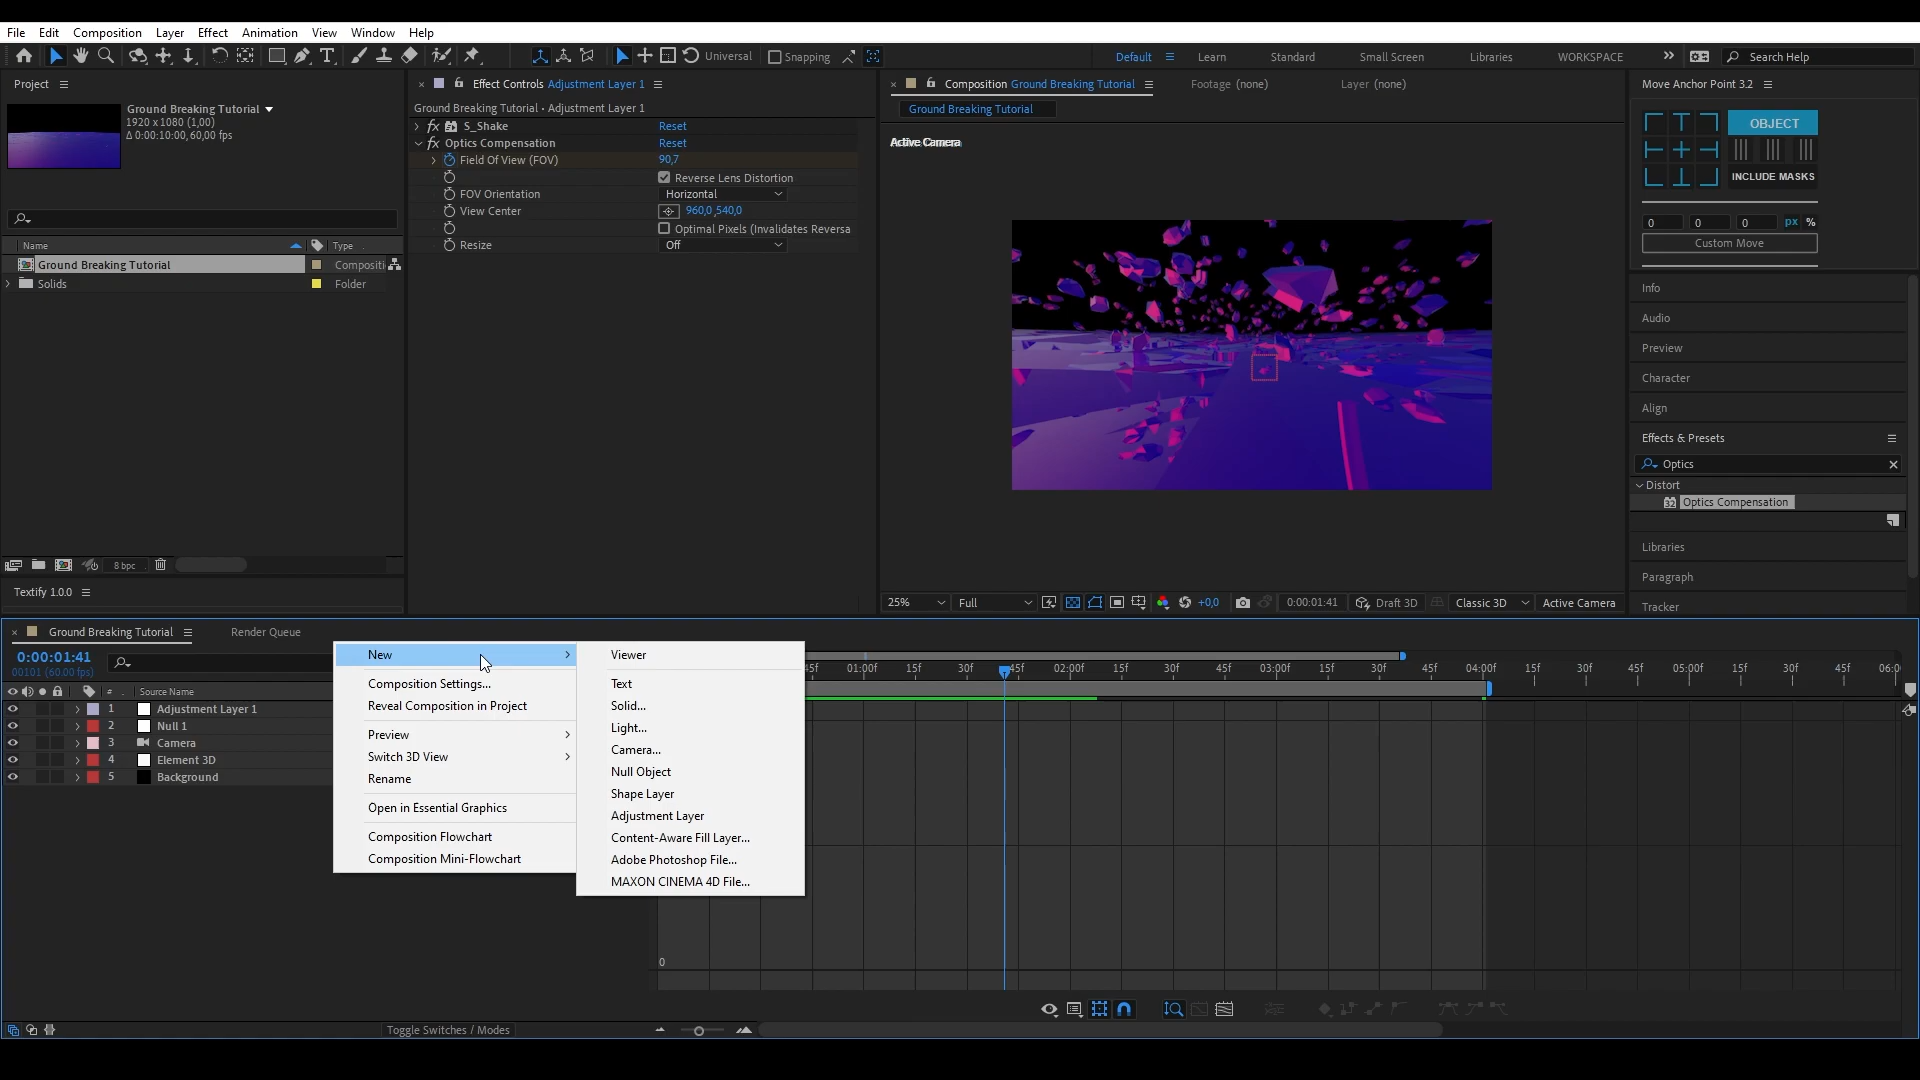 File Edit Composition Layer Effect Animation View Window Help
Universal Snapping Default Learn Standard Small Screen Libraries WORKSPACE Search Help
Project
Ground Breaking Tutorial
1920 x 1080 (1,00)
Δ 0:00:10:00, 60,00 fps
Name Type
Ground Breaking Tutorial Compositi
Solids Folder
8 bpc
Textify 1.0.0
Effect Controls Adjustment Layer 1
Ground Breaking Tutorial • Adjustment Layer 1
fx S_Shake Reset
fx Optics Compensation Reset
Field Of View (FOV) 90,7
Reverse Lens Distortion
FOV Orientation Horizontal
View Center 960,0 ,540,0
Optimal Pixels (Invalidates Reversa
Resize Off
Composition Ground Breaking Tutorial Footage (none) Layer (none)
Ground Breaking Tutorial
Active Camera
25% Full +0,0 0:00:01:41 Draft 3D Classic 3D Active Camera
Move Anchor Point 3.2
OBJECT
INCLUDE MASKS
0 0 0 px %
Custom Move
Info
Audio
Preview
Character
Align
Effects & Presets
Optics
Distort
32 Optics Compensation
Libraries
Paragraph
Tracker
Ground Breaking Tutorial Render Queue
0:00:01:41
00101 (60.00 fps)
# Source Name
1 Adjustment Layer 1
2 Null 1
3 Camera
4 Element 3D
5 Background
New
Composition Settings...
Reveal Composition in Project
Preview
Switch 3D View
Rename
Open in Essential Graphics
Composition Flowchart
Composition Mini-Flowchart
Viewer
Text
Solid...
Light...
Camera...
Null Object
Shape Layer
Adjustment Layer
Content-Aware Fill Layer...
Adobe Photoshop File...
MAXON CINEMA 4D File...
45f 01:00f 15f 30f 45f 02:00f 15f 30f 45f 03:00f 15f 30f 45f 04:00f 15f 30f 45f 05:00f 15f 30f 45f 06:0
0
Toggle Switches / Modes